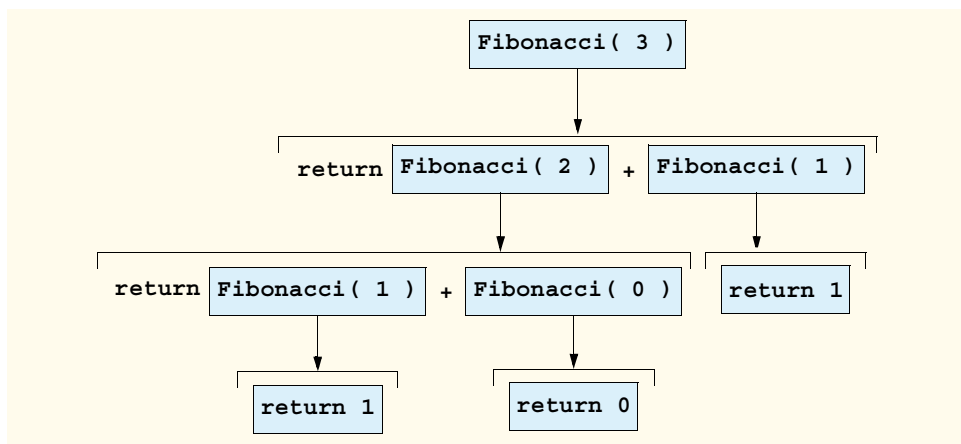 Fibonacci( 3 )
return Fibonacci( 2 ) + Fibonacci( 1 )
return Fibonacci( 1 ) + Fibonacci( 0 ) return 1
return 1 return 0